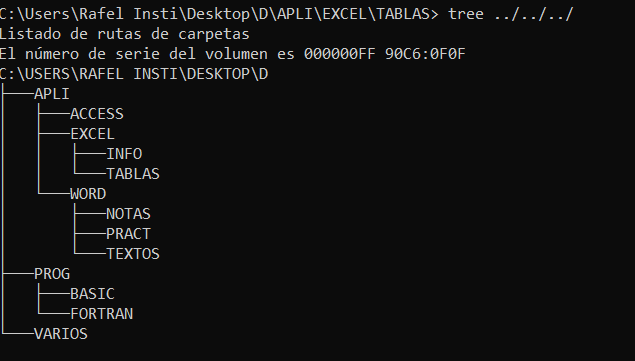 C:\Users\Rafel Insti\Desktop\D\APLI\EXCEL\TABLAS> tree ../../../
Listado de rutas de carpetas
El número de serie del volumen es 000000FF 90C6:0F0F
C:\USERS\RAFEL INSTI\DESKTOP\D
├───APLI
│   ├───ACCESS
│   ├───EXCEL
│   │   ├───INFO
│   │   └───TABLAS
│   └───WORD
│       ├───NOTAS
│       ├───PRACT
│       └───TEXTOS
├───PROG
│   ├───BASIC
│   └───FORTRAN
└───VARIOS